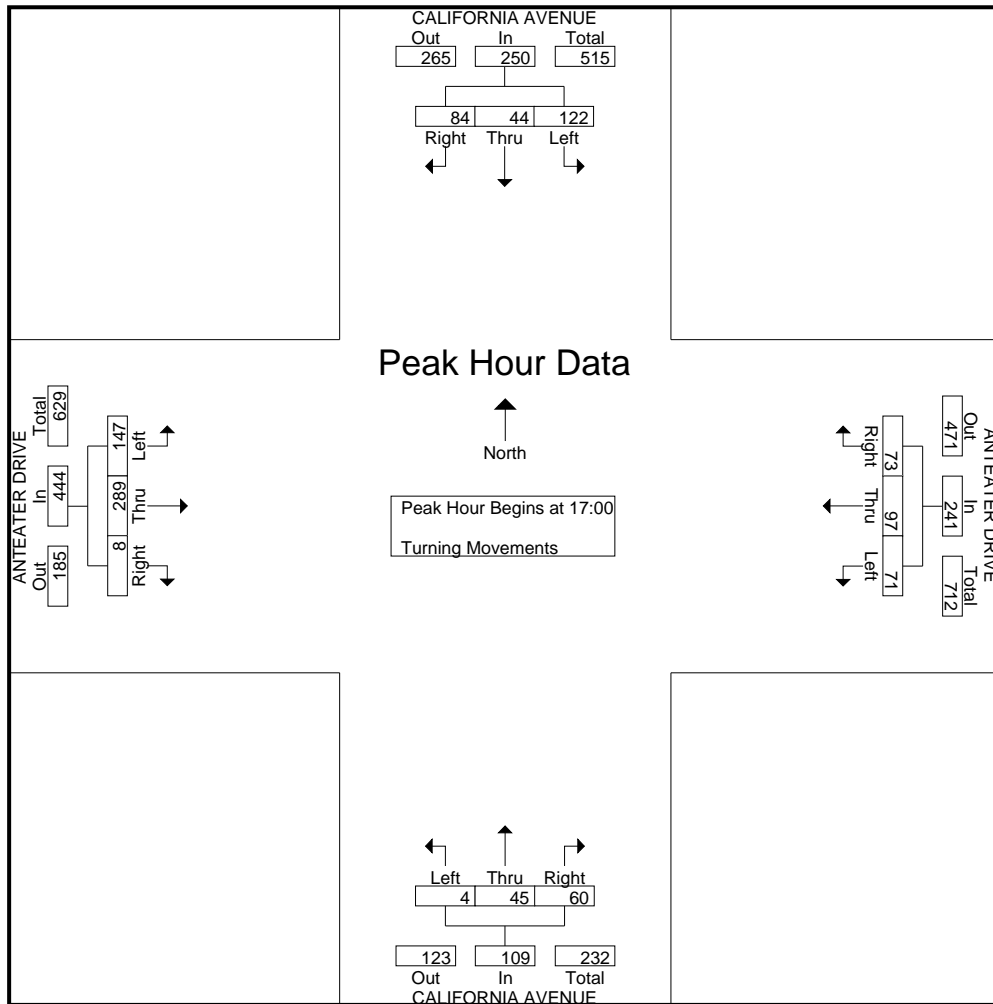 CALIFORNIA AVENUE
Out In Total
265 250 515
84 44 122
Right Thru Left
Peak Hour Data
North
Peak Hour Begins at 17:00
Turning Movements
ANTEATER DRIVE
Out In Total
185 444 629
Right Thru Left
8 289 147
ANTEATER DRIVE
Out In Total
471 241 712
Right Thru Left
73 97 71
Left Thru Right
4 45 60
123 109 232
Out In Total
CALIFORNIA AVENUE